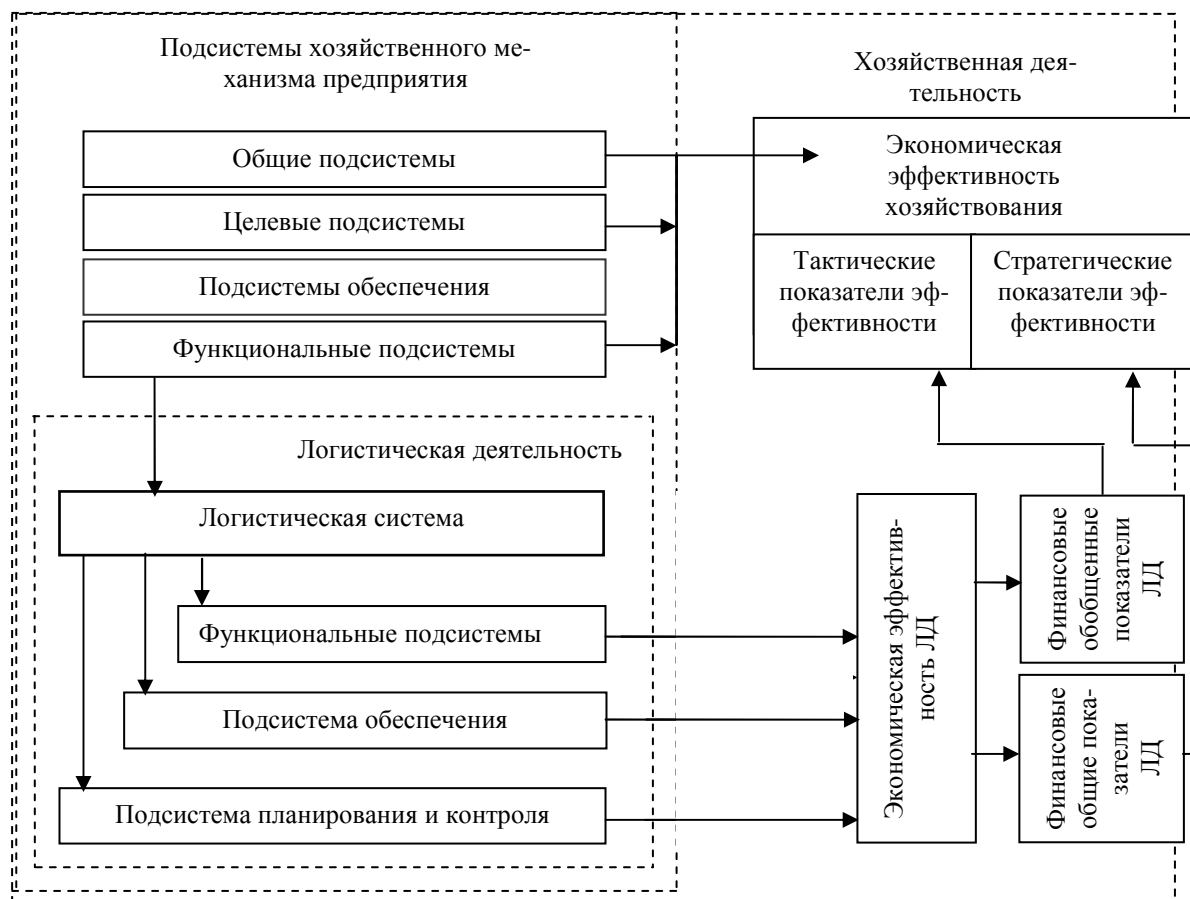 Подсистемы хозяйственного ме-
ханизма предприятия
Хозяйственная дея-
тельность
Общие подсистемы
Целевые подсистемы
Подсистемы обеспечения
Функциональные подсистемы
Экономическая
эффективность
хозяйствования
Тактические
показатели эф-
фективности
Стратегические
показатели эф-
фективности
Логистическая деятельность
Логистическая система
Функциональные подсистемы
Подсистема обеспечения
Подсистема планирования и контроля
Экономическая эффектив-
ность ЛД
Финансовые
обобщенные
показатели
ЛД
Финансовые
общие пока-
затели
ЛД